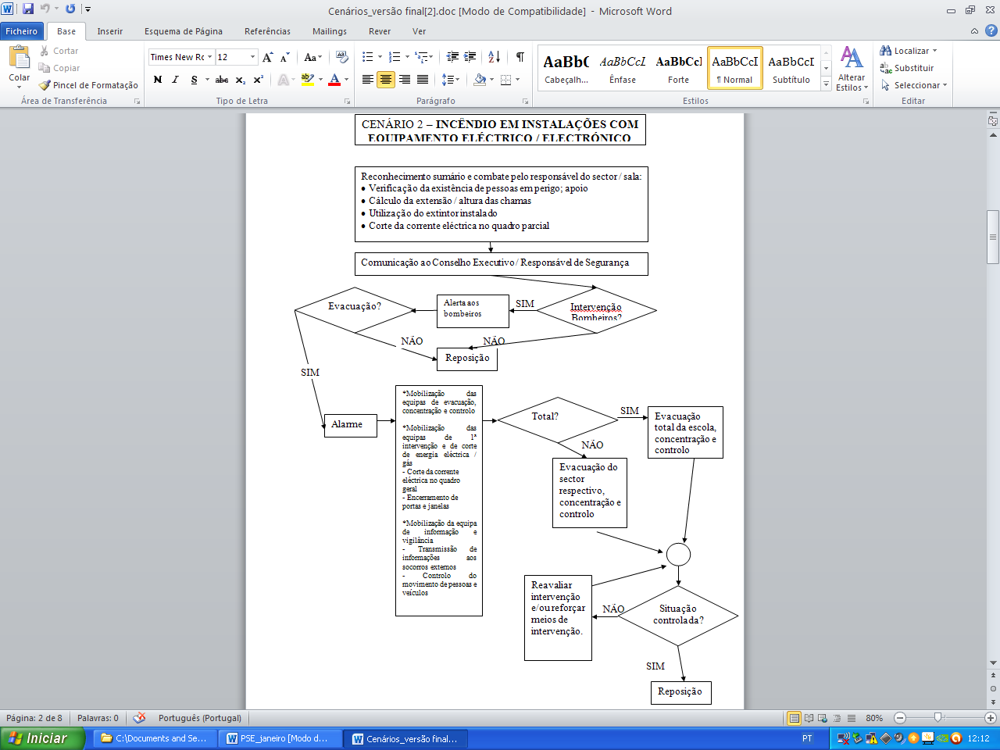 Cenários_versão final[2].doc [Modo de Compatibilidade] - Microsoft Word
Ficheiro Base Inserir Esquema de Página Referências Mailings Rever Ver
Colar
Cortar
Copiar
Pincel de Formatação
Área de Transferência
Times New Rc 12
N I S abc x₂ x² A ab A
Tipo de Letra
Parágrafo
AaBbC AaBbCcI AaBbCcI AaBbCcI AaBbCcI
Cabeçalh... Ênfase Forte ¶ Normal Subtítulo
Alterar
Estilos
Estilos
Localizar
Substituir
Seleccionar
Editar
CENÁRIO 2 – INCÊNDIO EM INSTALAÇÕES COM
EQUIPAMENTO ELÉCTRICO / ELECTRÓNICO
Reconhecimento sumário e combate pelo responsável do sector / sala:
• Verificação da existência de pessoas em perigo; apoio
• Cálculo da extensão / altura das chamas
• Utilização do extintor instalado
• Corte da corrente eléctrica no quadro parcial
Comunicação ao Conselho Executivo / Responsável de Segurança
Evacuação?
Alerta aos
bombeiros
SIM
Intervenção
Bombeiros?
NÃO
NÃO
Reposição
SIM
Alarme
*Mobilização das
equipas de evacuação,
concentração e controlo
*Mobilização das
equipas de 1ª
intervenção e de corte
de energia eléctrica /
gás
- Corte da corrente
eléctrica no quadro
geral
- Encerramento de
portas e janelas
*Mobilização da equipa
de informação e
vigilância
- Transmissão de
informações aos
socorros externos
- Controlo do
movimento de pessoas e
veículos
Total?
SIM
Evacuação
total da escola,
concentração e
controlo
NÃO
Evacuação do
sector
respectivo,
concentração e
controlo
Reavaliar
intervenção
e/ou reforçar
meios de
intervenção.
NÃO
Situação
controlada?
SIM
Reposição
Página: 2 de 8 Palavras: 0 Português (Portugal) 80%
Iniciar C:\Documents and Se... PSE_janeiro [Modo d... Cenários_versão final... PT 12:12